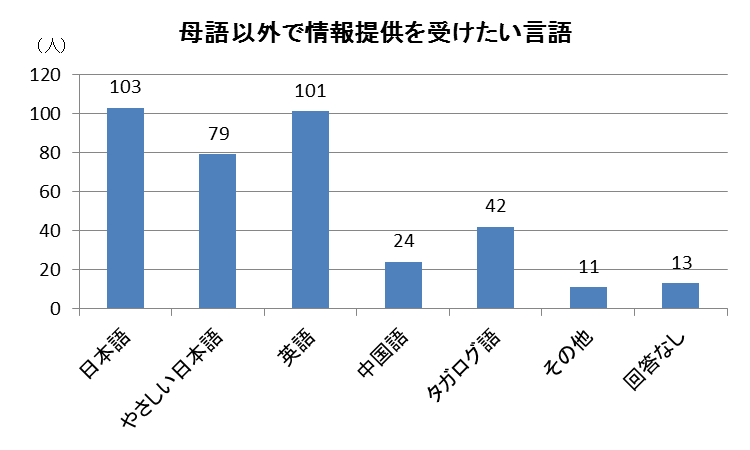 母語以外で情報提供を受けたい言語
（人）
120
100
80
60
40
20
0
103
79
101
24
42
11
13
日本語
やさしい日本語
英語
中国語
タガログ語
その他
回答なし